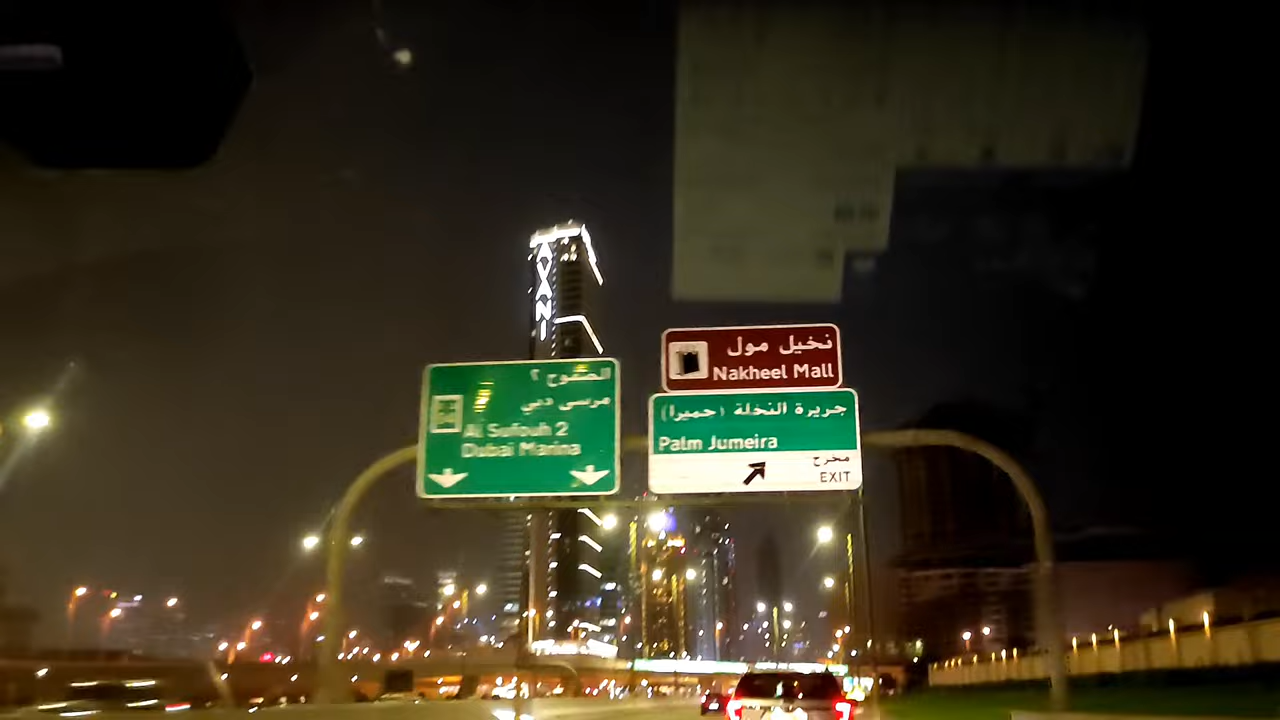 AVANI
الصفوح ٢
مرسى دبي
Al Sufouh 2
Dubai Marina
نخيل مول
Nakheel Mall
جزيرة النخلة (جميرا)
Palm Jumeira
مخرج
EXIT